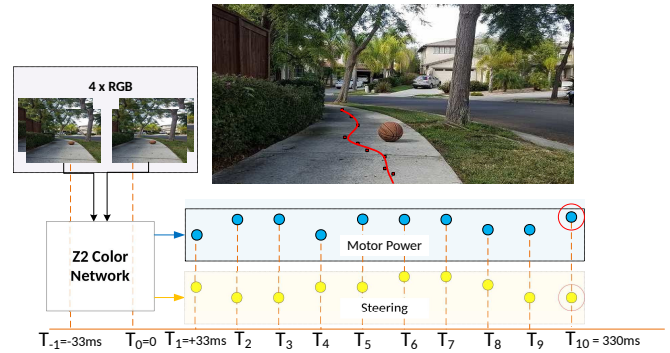 4 x RGB
Z2 Color
Network
Motor Power
Steering
T-1=-33ms T0=0 T1=+33ms T2 T3 T4 T5 T6 T7 T8 T9 T10 = 330ms